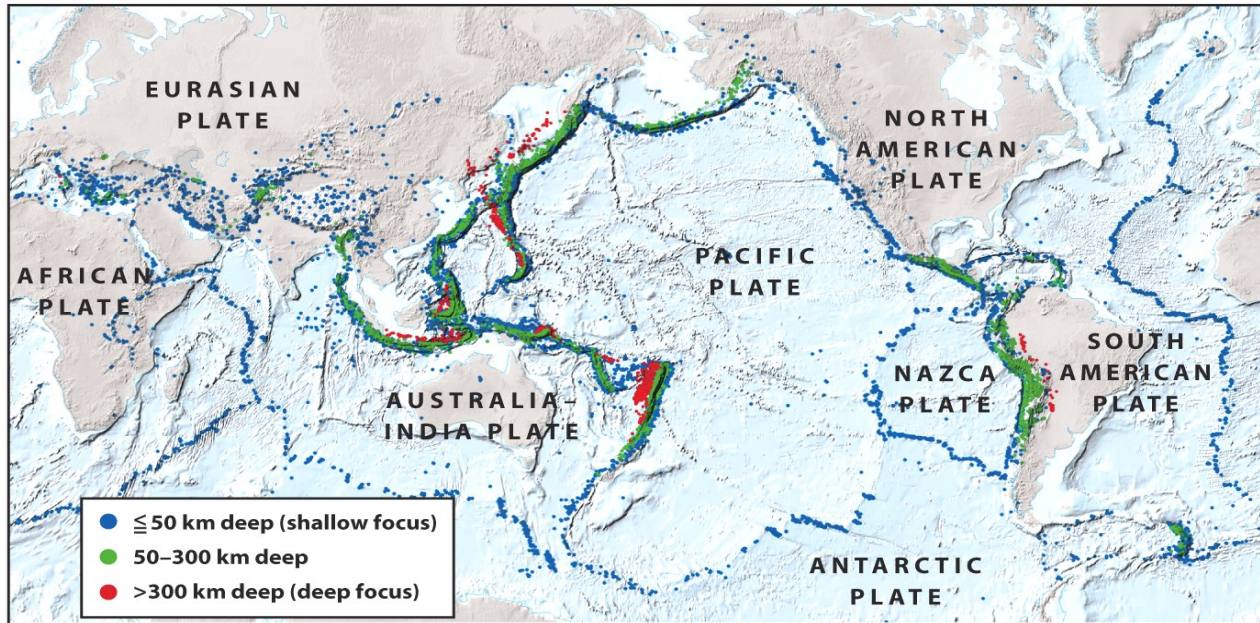 EURASIAN
PLATE
NORTH
AMERICAN
PLATE
AFRICAN
PLATE
PACIFIC
PLATE
SOUTH
AMERICAN
PLATE
NAZCA
PLATE
AUSTRALIA–
INDIA PLATE
≦50 km deep (shallow focus)
50–300 km deep
>300 km deep (deep focus)
ANTARCTIC
PLATE